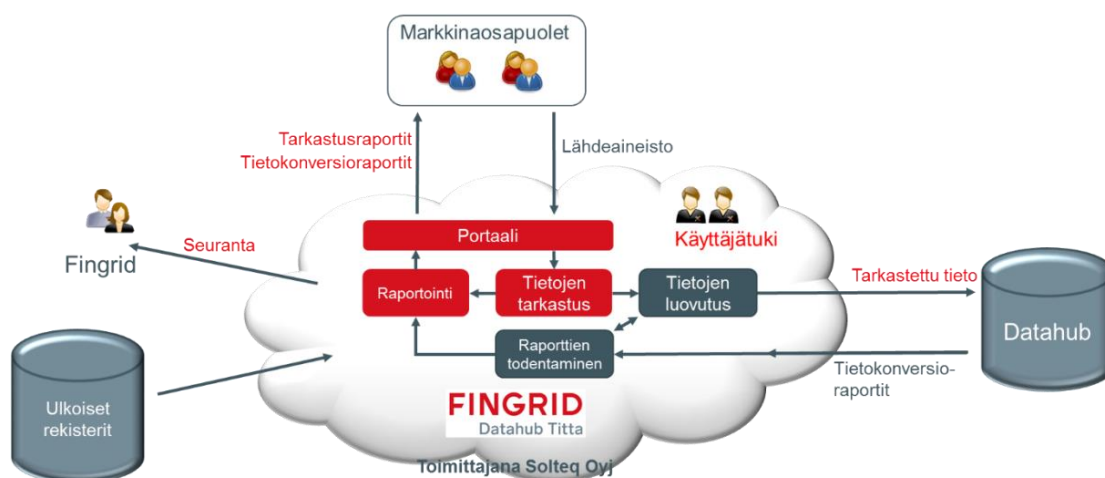 Markkinaosapuolet
Tarkastusraportit
Tietokonversioraportit
Lähdeaineisto
Fingrid
Seuranta
Portaali
Käyttäjätuki
Raportointi
Tietojen
tarkastus
Tietojen
luovutus
Tarkastettu tieto
Datahub
Raporttien
todentaminen
Tietokonversio-
raportit
Ulkoiset
rekisterit
FINGRID
Datahub Titta
Toimittajana Solteq Oyj